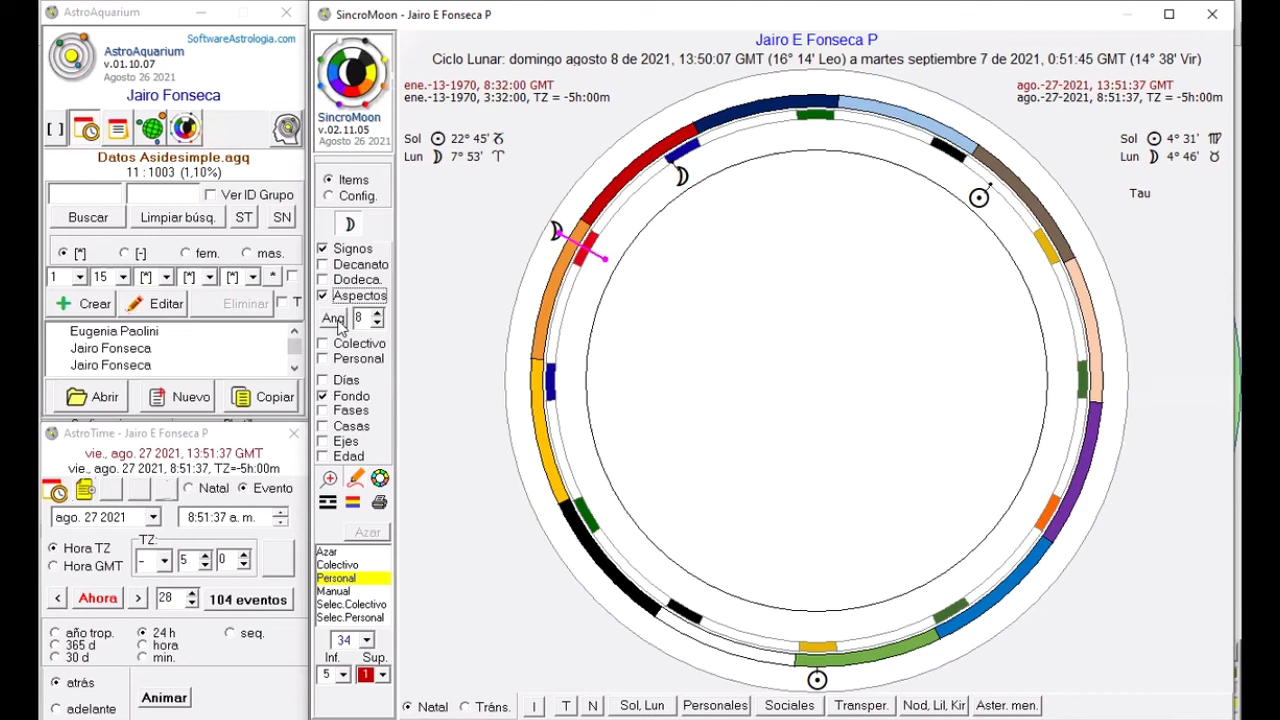 AstroAquarium
SoftwareAstrologia.com
AstroAquarium
v.01.10.07
Agosto 26 2021
Jairo Fonseca
[ ]
Datos Asidesimple.agq
11 : 1003 (1,10%)
Ver ID Grupo
Buscar
Limpiar búsq.
ST
SN
[*]
[-]
fem.
mas.
1
15
[*]
[*]
[*]
*
Crear
Editar
Eliminar
T
Eugenia Paolini
Jairo Fonseca
Jairo Fonseca
Abrir
Nuevo
Copiar
AstroTime - Jairo E Fonseca P
vie., ago. 27 2021, 13:51:37 GMT
vie., ago. 27 2021, 8:51:37, TZ=-5h:00m
Natal
Evento
ago. 27 2021
8:51:37 a. m.
Hora TZ
Hora GMT
TZ:
-
5
0
<
Ahora
>
28
104 eventos
año trop.
24 h
seq.
365 d
hora
30 d
min.
atrás
adelante
Animar
SincroMoon - Jairo E Fonseca P
SincroMoon
v.02.11.05
Agosto 26 2021
Items
Config.
Signos
Decanato
Dodeca.
Aspectos
Ang
8
Colectivo
Personal
Días
Fondo
Fases
Casas
Ejes
Edad
Azar
Azar
Colectivo
Personal
Manual
Selec.Colectivo
Selec.Personal
34
Inf.
Sup.
5
1
Jairo E Fonseca P
Ciclo Lunar: domingo agosto 8 de 2021, 13:50:07 GMT (16° 14' Leo) a martes septiembre 7 de 2021, 0:51:45 GMT (14° 38' Vir)
ene.-13-1970, 8:32:00 GMT
ene.-13-1970, 3:32:00, TZ = -5h:00m
Sol ☉ 22° 45' ♑
Lun ☽ 7° 53' ♈
ago.-27-2021, 13:51:37 GMT
ago.-27-2021, 8:51:37, TZ = -5h:00m
Sol ☉ 4° 31' ♍
Lun ☽ 4° 46' ♉
Tau
Natal
Tráns.
I
T
N
Sol, Lun
Personales
Sociales
Transper.
Nod, Lil, Kir
Aster. men.